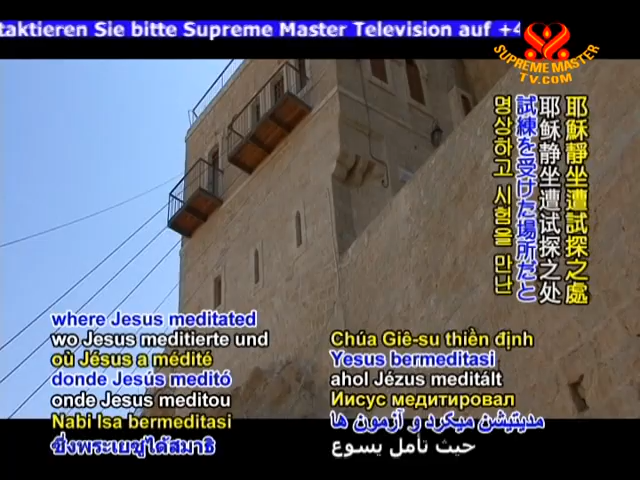 taktieren Sie bitte Supreme Master Television auf +4
SUPREME MASTER
TV.COM
耶穌靜坐遭試探之處
耶稣静坐遭试探之处
試練を受けた場所だと
명상하고 시험을 만난
where Jesus meditated
wo Jesus meditierte und
où Jésus a médité
donde Jesús meditó
onde Jesus meditou
Nabi Isa bermeditasi
ซึ่งพระเยซูได้สมาธิ
Chúa Giê-su thiền định
Yesus bermeditasi
ahol Jézus meditált
Иисус медитировал
مدیتیشن میکرد و آزمون ها
حيث تأمل يسوع